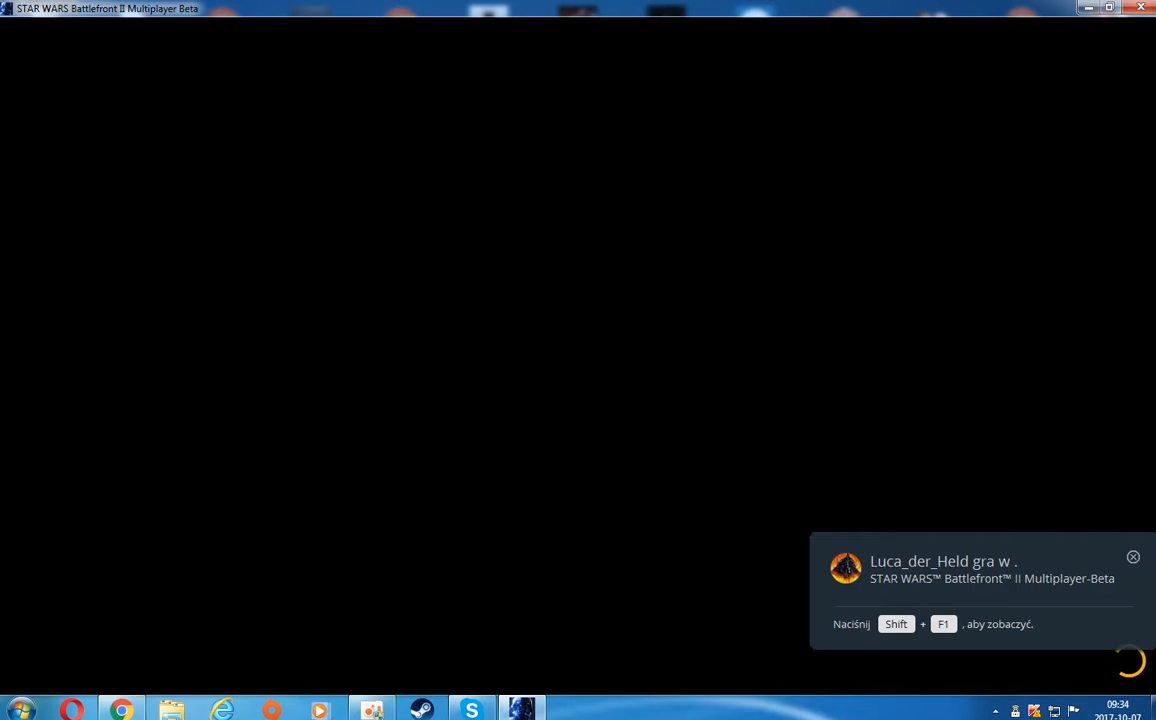 STAR WARS Battlefront II Multiplayer Beta
Luca_der_Held gra w .
STAR WARS™ Battlefront™ II Multiplayer-Beta
Naciśnij Shift + F1 , aby zobaczyć.
09:34
2017-10-07